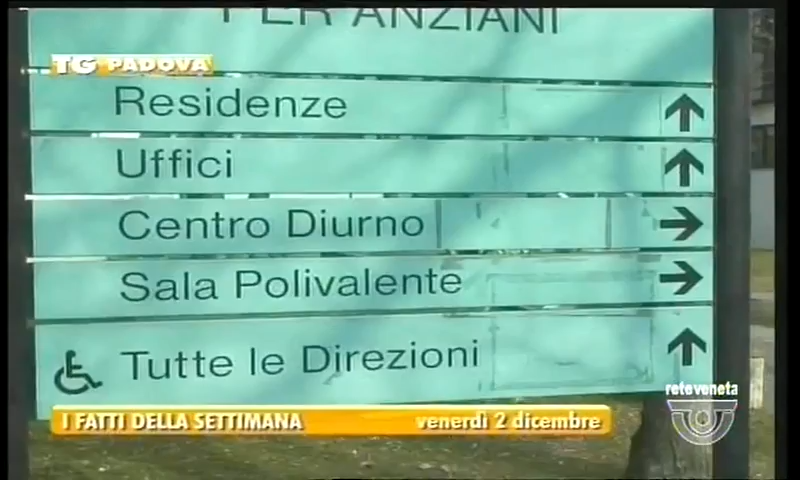 PER ANZIANI
TG PADOVA
Residenze
Uffici
Centro Diurno
Sala Polivalente
Tutte le Direzioni
I FATTI DELLA SETTIMANA venerdì 2 dicembre
reteveneta